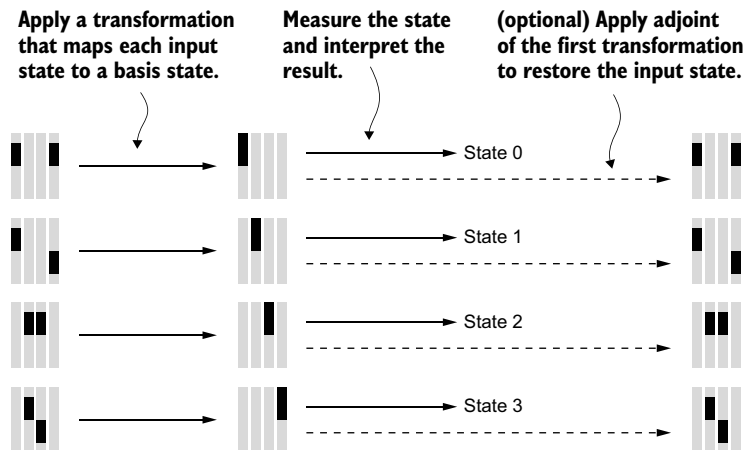 Apply a transformation
that maps each input
state to a basis state.
Measure the state
and interpret the
result.
(optional) Apply adjoint
of the first transformation
to restore the input state.
State 0
State 1
State 2
State 3